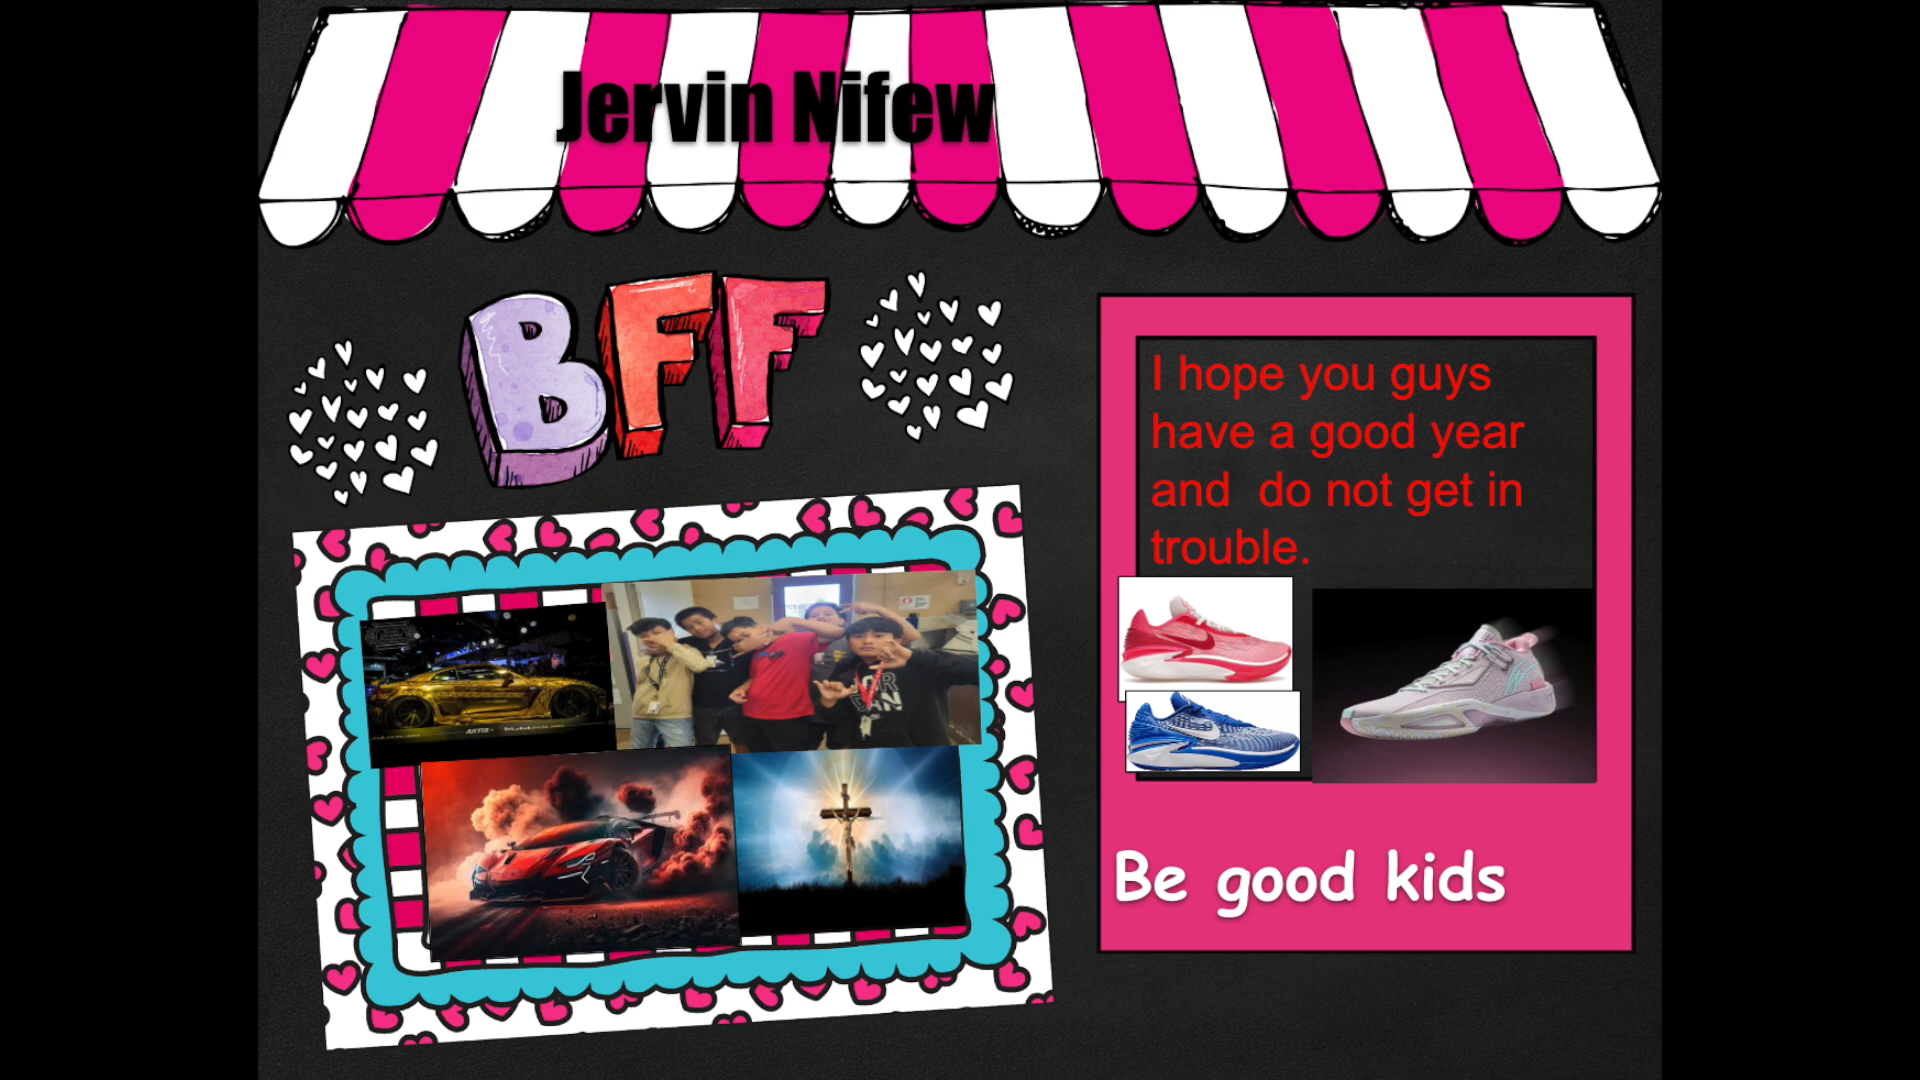 Jervin Nifew
BFF
I hope you guys
have a good year
and  do not get in
trouble.
Be good kids